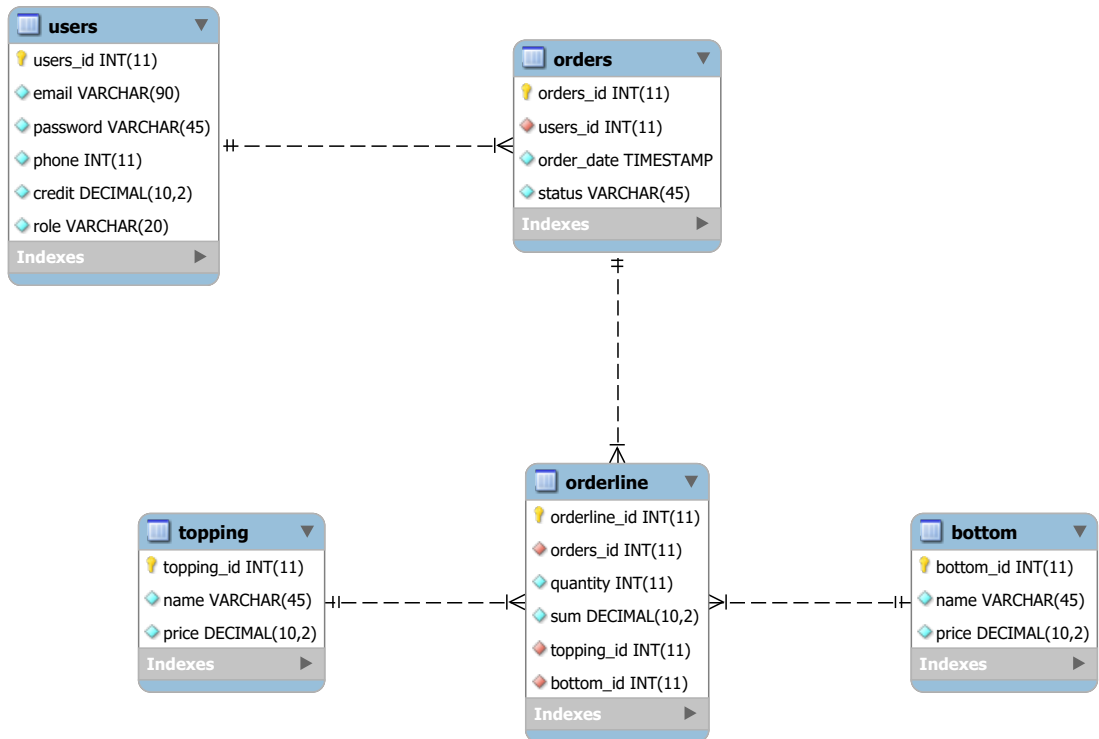 users
users_id INT(11)
email VARCHAR(90)
password VARCHAR(45)
phone INT(11)
credit DECIMAL(10,2)
role VARCHAR(20)
Indexes
orders
orders_id INT(11)
users_id INT(11)
order_date TIMESTAMP
status VARCHAR(45)
Indexes
topping
topping_id INT(11)
name VARCHAR(45)
price DECIMAL(10,2)
Indexes
orderline
orderline_id INT(11)
orders_id INT(11)
quantity INT(11)
sum DECIMAL(10,2)
topping_id INT(11)
bottom_id INT(11)
Indexes
bottom
bottom_id INT(11)
name VARCHAR(45)
price DECIMAL(10,2)
Indexes